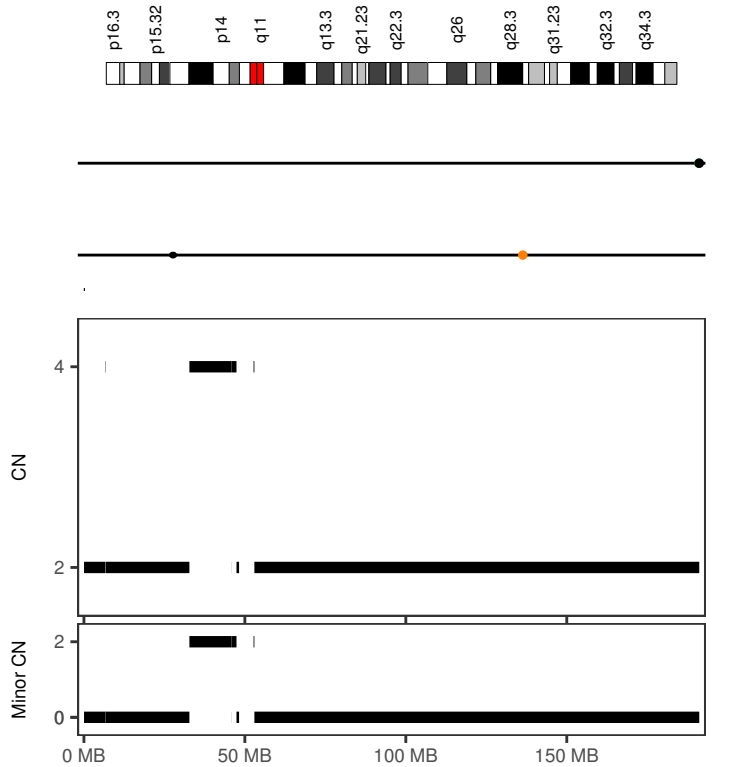 p16.3 p15.32 p14 q11 q13.3 q21.23 q22.3 q26 q28.3 q31.23 q32.3 q34.3
CN
4
2
Minor CN
2
0
0 MB 50 MB 100 MB 150 MB